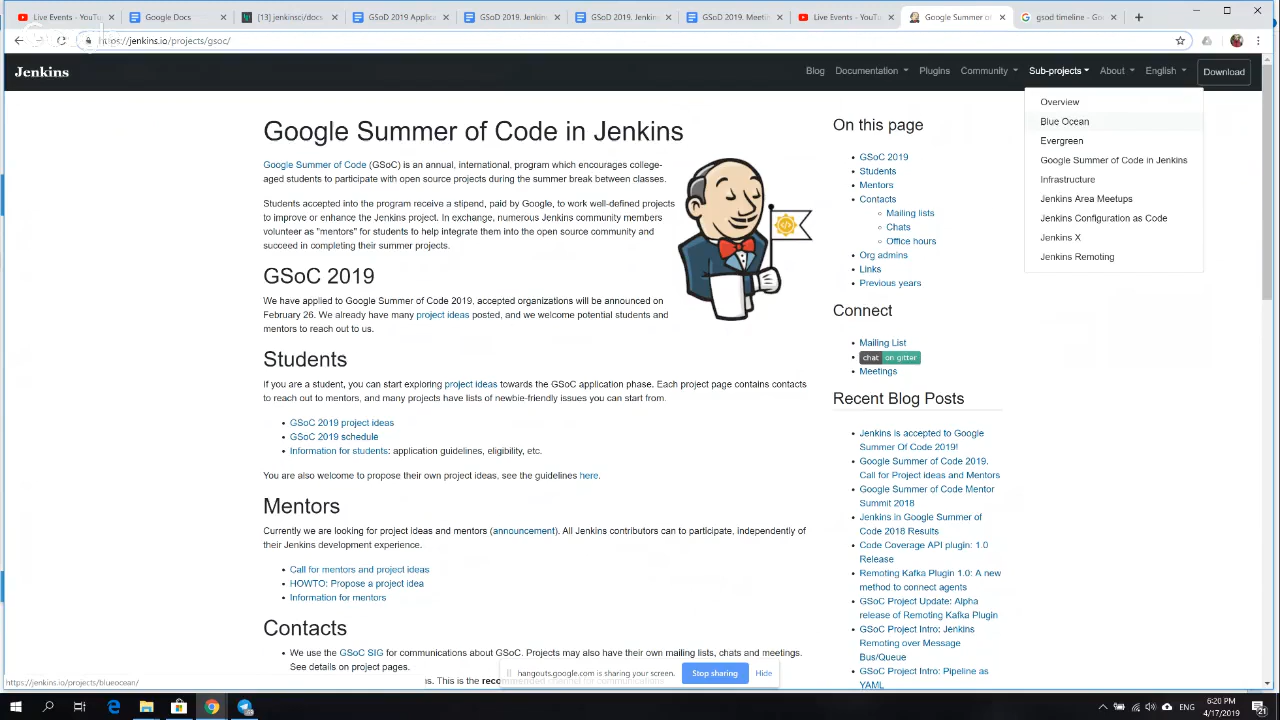 Live Events - YouTu
Google Docs
[13] jenkinsci/docs
GSoD 2019 Applica
GSoD 2019. Jenkins
GSoD 2019. Jenkins
GSoD 2019. Meetin
Live Events - YouTu
Google Summer of
gsod timeline - Goo
https://jenkins.io/projects/gsoc/
Jenkins
Blog
Documentation
Plugins
Community
Sub-projects
About
English
Download
Overview
Blue Ocean
Evergreen
Google Summer of Code in Jenkins
Infrastructure
Jenkins Area Meetups
Jenkins Configuration as Code
Jenkins X
Jenkins Remoting
Google Summer of Code in Jenkins
Google Summer of Code (GSoC) is an annual, international, program which encourages college-
aged students to participate with open source projects during the summer break between classes.
Students accepted into the program receive a stipend, paid by Google, to work well-defined projects
to improve or enhance the Jenkins project. In exchange, numerous Jenkins community members
volunteer as "mentors" for students to help integrate them into the open source community and
succeed in completing their summer projects.
GSoC 2019
We have applied to Google Summer of Code 2019, accepted organizations will be announced on
February 26. We already have many project ideas posted, and we welcome potential students and
mentors to reach out to us.
Students
If you are a student, you can start exploring project ideas towards the GSoC application phase. Each project page contains contacts
to reach out to mentors, and many projects have lists of newbie-friendly issues you can start from.
• GSoC 2019 project ideas
• GSoC 2019 schedule
• Information for students: application guidelines, eligibility, etc.
You are also welcome to propose their own project ideas, see the guidelines here.
Mentors
Currently we are looking for project ideas and mentors (announcement). All Jenkins contributors can to participate, independently of
their Jenkins development experience.
• Call for mentors and project ideas
• HOWTO: Propose a project idea
• Information for mentors
Contacts
• We use the GSoC SIG for communications about GSoC. Projects may also have their own mailing lists, chats and meetings.
See details on project pages.
On this page
• GSoC 2019
• Students
• Mentors
• Contacts
Mailing lists
Chats
Office hours
• Org admins
• Links
• Previous years
Connect
• Mailing List
• chat on gitter
• Meetings
Recent Blog Posts
• Jenkins is accepted to Google
Summer Of Code 2019!
• Google Summer of Code 2019.
Call for Project ideas and Mentors
• Google Summer of Code Mentor
Summit 2018
• Jenkins in Google Summer of
Code 2018 Results
• Code Coverage API plugin: 1.0
Release
• Remoting Kafka Plugin 1.0: A new
method to connect agents
• GSoC Project Update: Alpha
release of Remoting Kafka Plugin
• GSoC Project Intro: Jenkins
Remoting over Message
Bus/Queue
• GSoC Project Intro: Pipeline as
YAML
hangouts.google.com is sharing your screen.
Stop sharing
Hide
https://jenkins.io/projects/blueocean/
ns. This is the recommended channel for communications
ENG
6:20 PM
4/17/2019
21